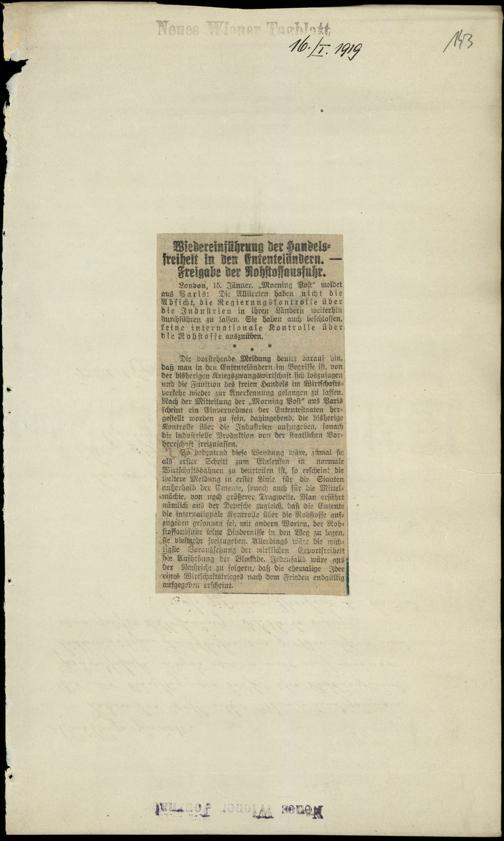 Neues Wiener Tagblatt
16./I. 1919
143
Wiedereinführung der Handels-
freiheit in den Ententeländern. —
Freigabe der Rohstoffausfuhr.
London, 15. Jänner. „Morning Post“ meldet
aus Paris: Die Alliierten haben nicht die
Absicht, die Regierungskontrolle über
die Industrien in ihren Ländern weiterhin
durchführen zu lassen. Sie haben auch beschlossen,
keine internationale Kontrolle über
die Rohstoffe auszuüben.
* * *
Die vorstehende Meldung deutet darauf hin,
daß man in den Ententeländern im Begriffe ist, von
der bisherigen Kriegszwangswirtschaft sich loszusagen
und die Funktion des freien Handels im Wirtschafts-
verkehr wieder zur Anerkennung gelangen zu lassen.
Nach der Mitteilung der „Morning Post“ aus Paris
scheint ein Einvernehmen der Ententestaaten her-
gestellt worden zu sein, dahingehend, die bisherige
Kontrolle über die Industrien aufzugeben, sonach
die industrielle Produktion von der staatlichen Vor-
herrschaft freizulassen.
So bedeutend diese Wendung wäre, zumal sie
als erster Schritt zum Einlenken in normale
Wirtschaftsbahnen zu beurteilen ist, so erscheint die
weitere Meldung in erster Linie für die Staaten
außerhalb der Entente, sonach auch für die Mittel-
mächte, von noch größerer Tragweite. Man erfährt
nämlich aus der Depesche zugleich, daß die Entente
die internationale Kontrolle über die Rohstoffe auf-
zugeben gesonnen sei, mit andern Worten, der Roh-
stoffausfuhr keine Hindernisse in den Weg zu legen,
sie vielmehr freizugeben. Allerdings wäre die wich-
tigste Voraussetzung der wirklichen Exportfreiheit
die Aufhebung der Blockade. Jedenfalls wäre aus
der Nachricht zu folgern, daß die ehemalige Idee
eines Wirtschaftskrieges nach dem Frieden endgültig
aufgegeben erscheint.
Neues Wiener Journal